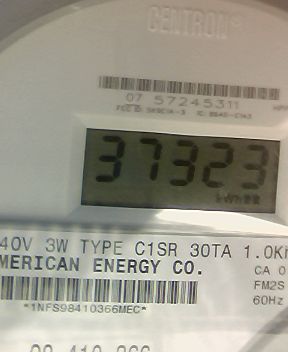 CENTRON®
07 57245311
37323
kWh
40V 3W TYPE C1SR 30TA 1.0K
MERICAN ENERGY CO.
CA 0
FM2S
60Hz
*1NFS98410366MEC*